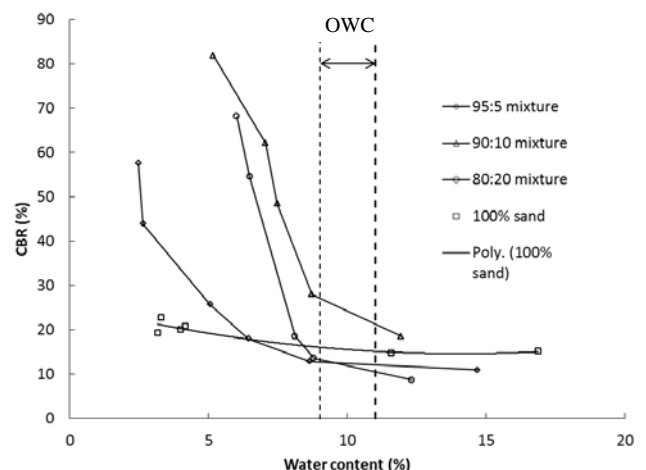 OWC
90
80
70
60
50
40
30
20
10
0
CBR (%)
0 5 10 15 20
Water content (%)
95:5 mixture
90:10 mixture
80:20 mixture
100% sand
Poly. (100%
sand)